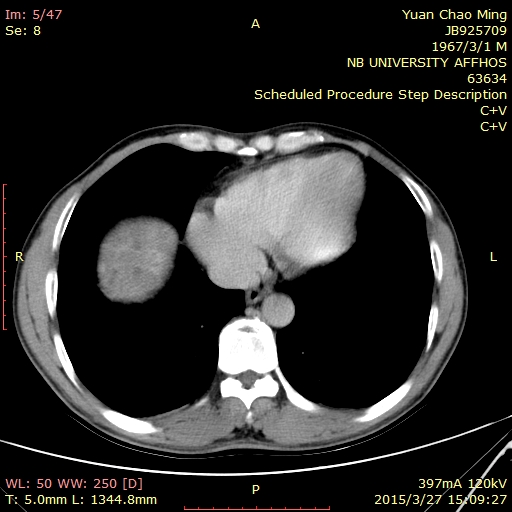 Im: 5/47
Se: 8
A
Yuan Chao Ming
JB925709
1967/3/1 M
NB UNIVERSITY AFFHOS
63634
Scheduled Procedure Step Description
C+V
C+V
R
L
WL: 50 WW: 250 [D]
T: 5.0mm L: 1344.8mm
P
397mA 120kV
2015/3/27 15:09:27